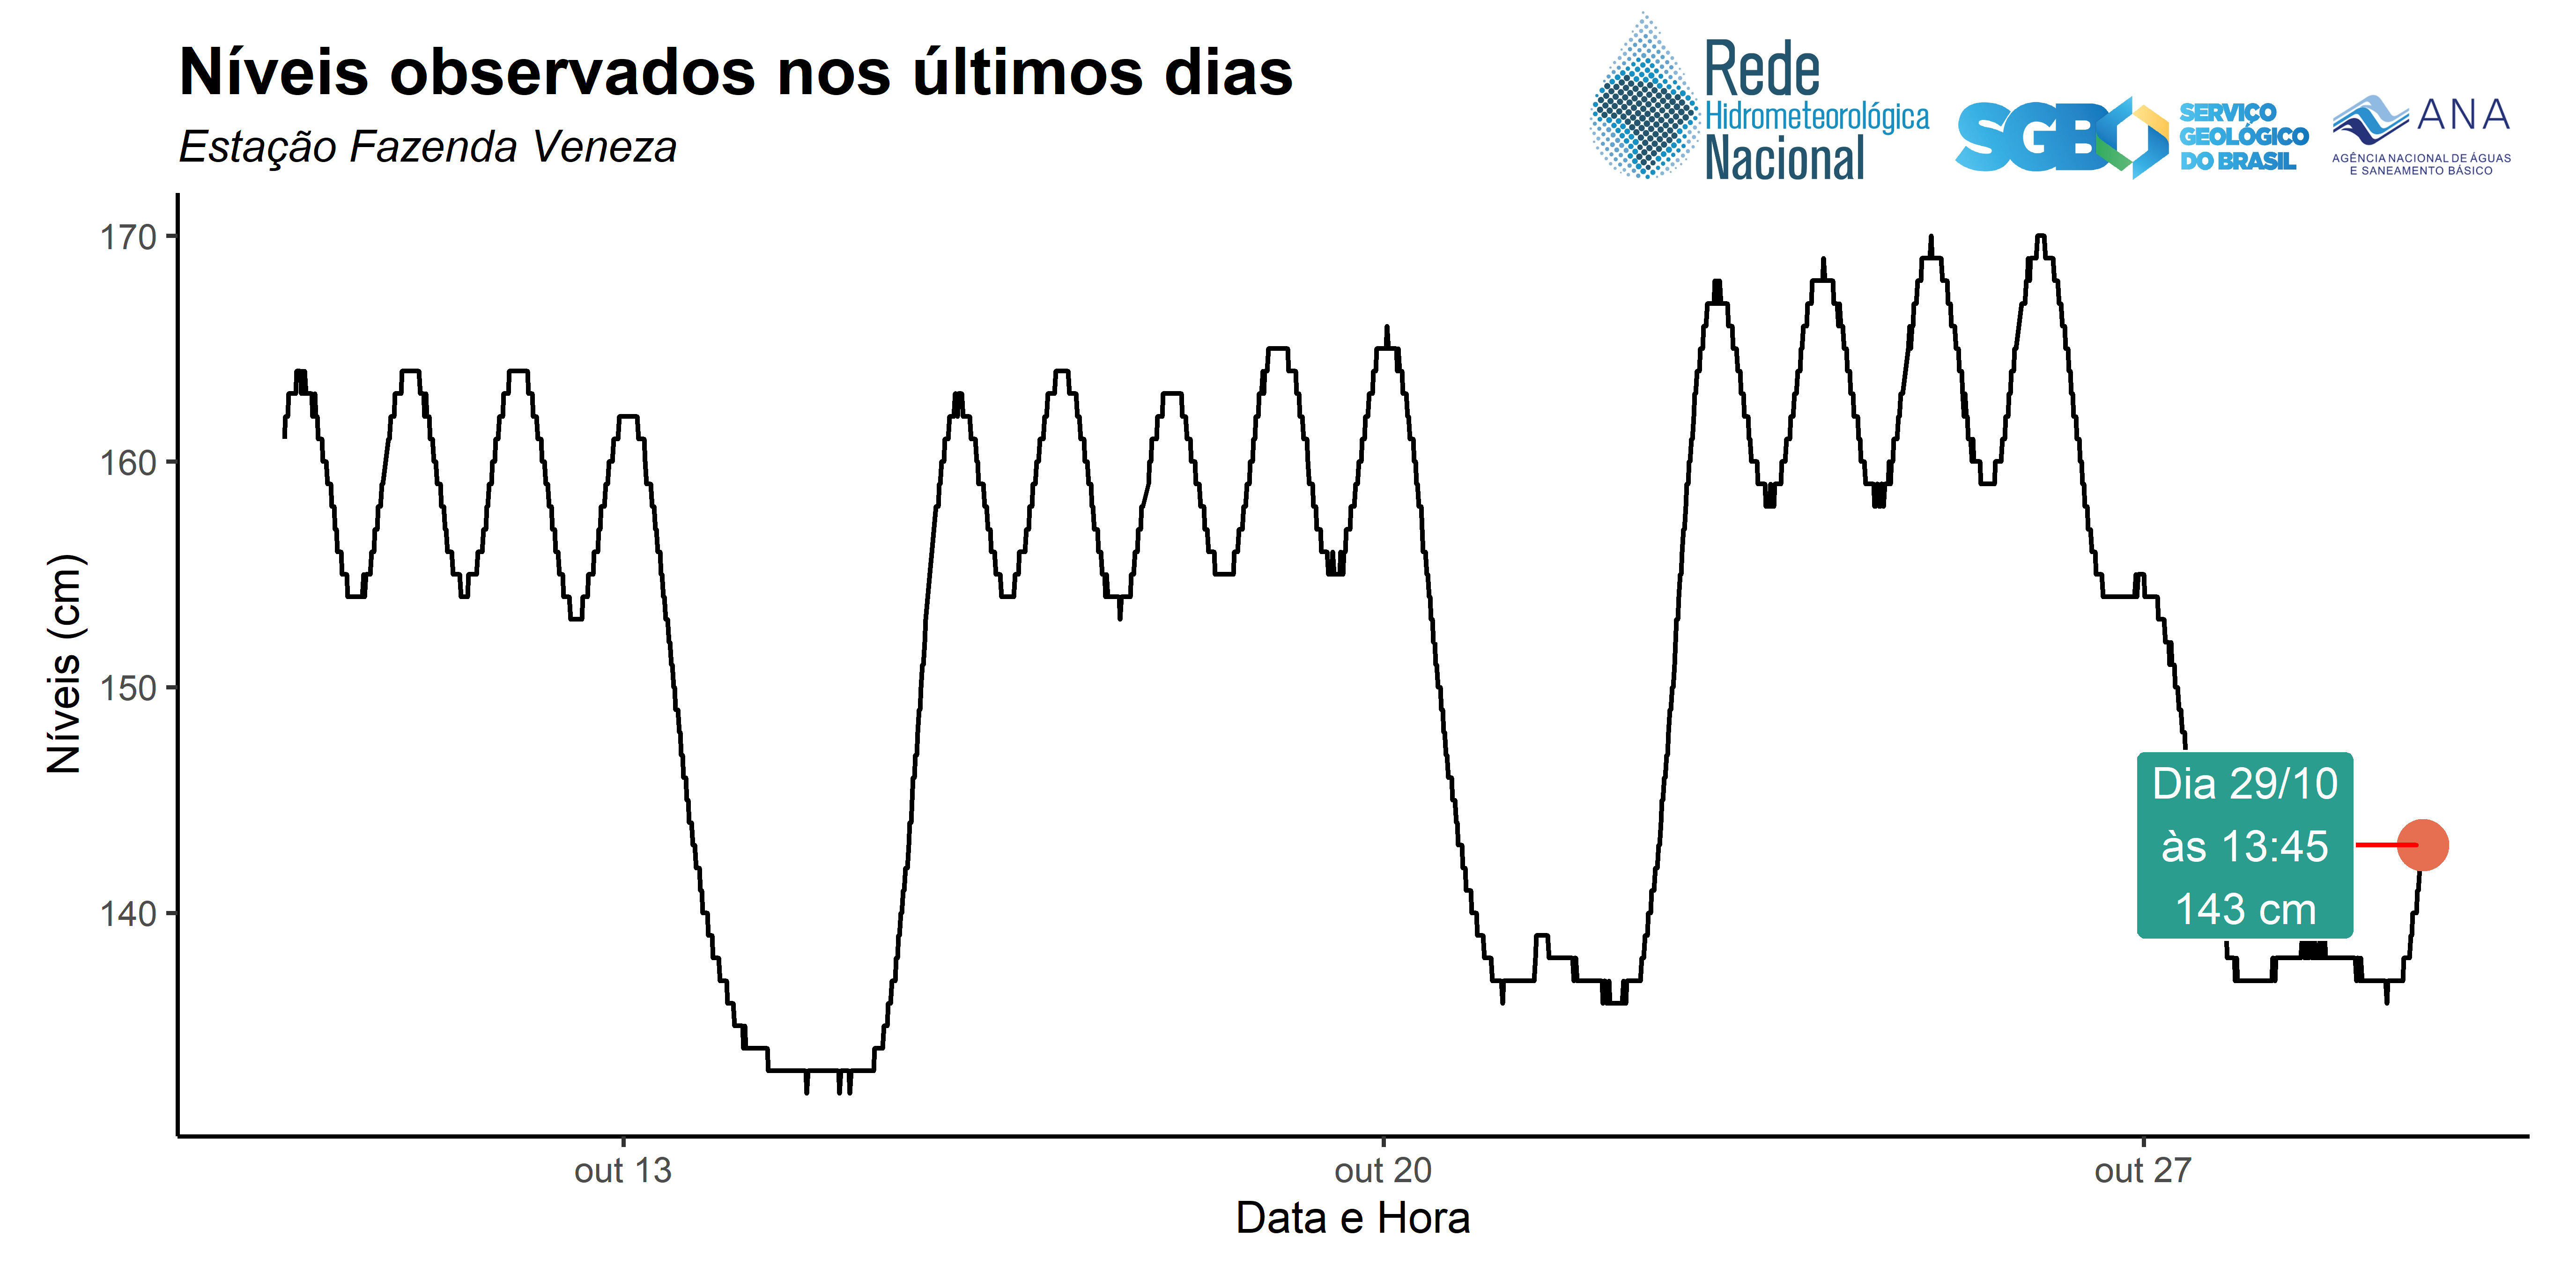 Níveis observados nos últimos dias
Estação Fazenda Veneza
Rede
Hidrometeorológica
Nacional
SGB
SERVIÇO
GEOLÓGICO
DO BRASIL
ANA
AGÊNCIA NACIONAL DE ÁGUAS
E SANEAMENTO BÁSICO
170
160
150
140
Níveis (cm)
Dia 29/10
às 13:45
143 cm
out 13
out 20
out 27
Data e Hora